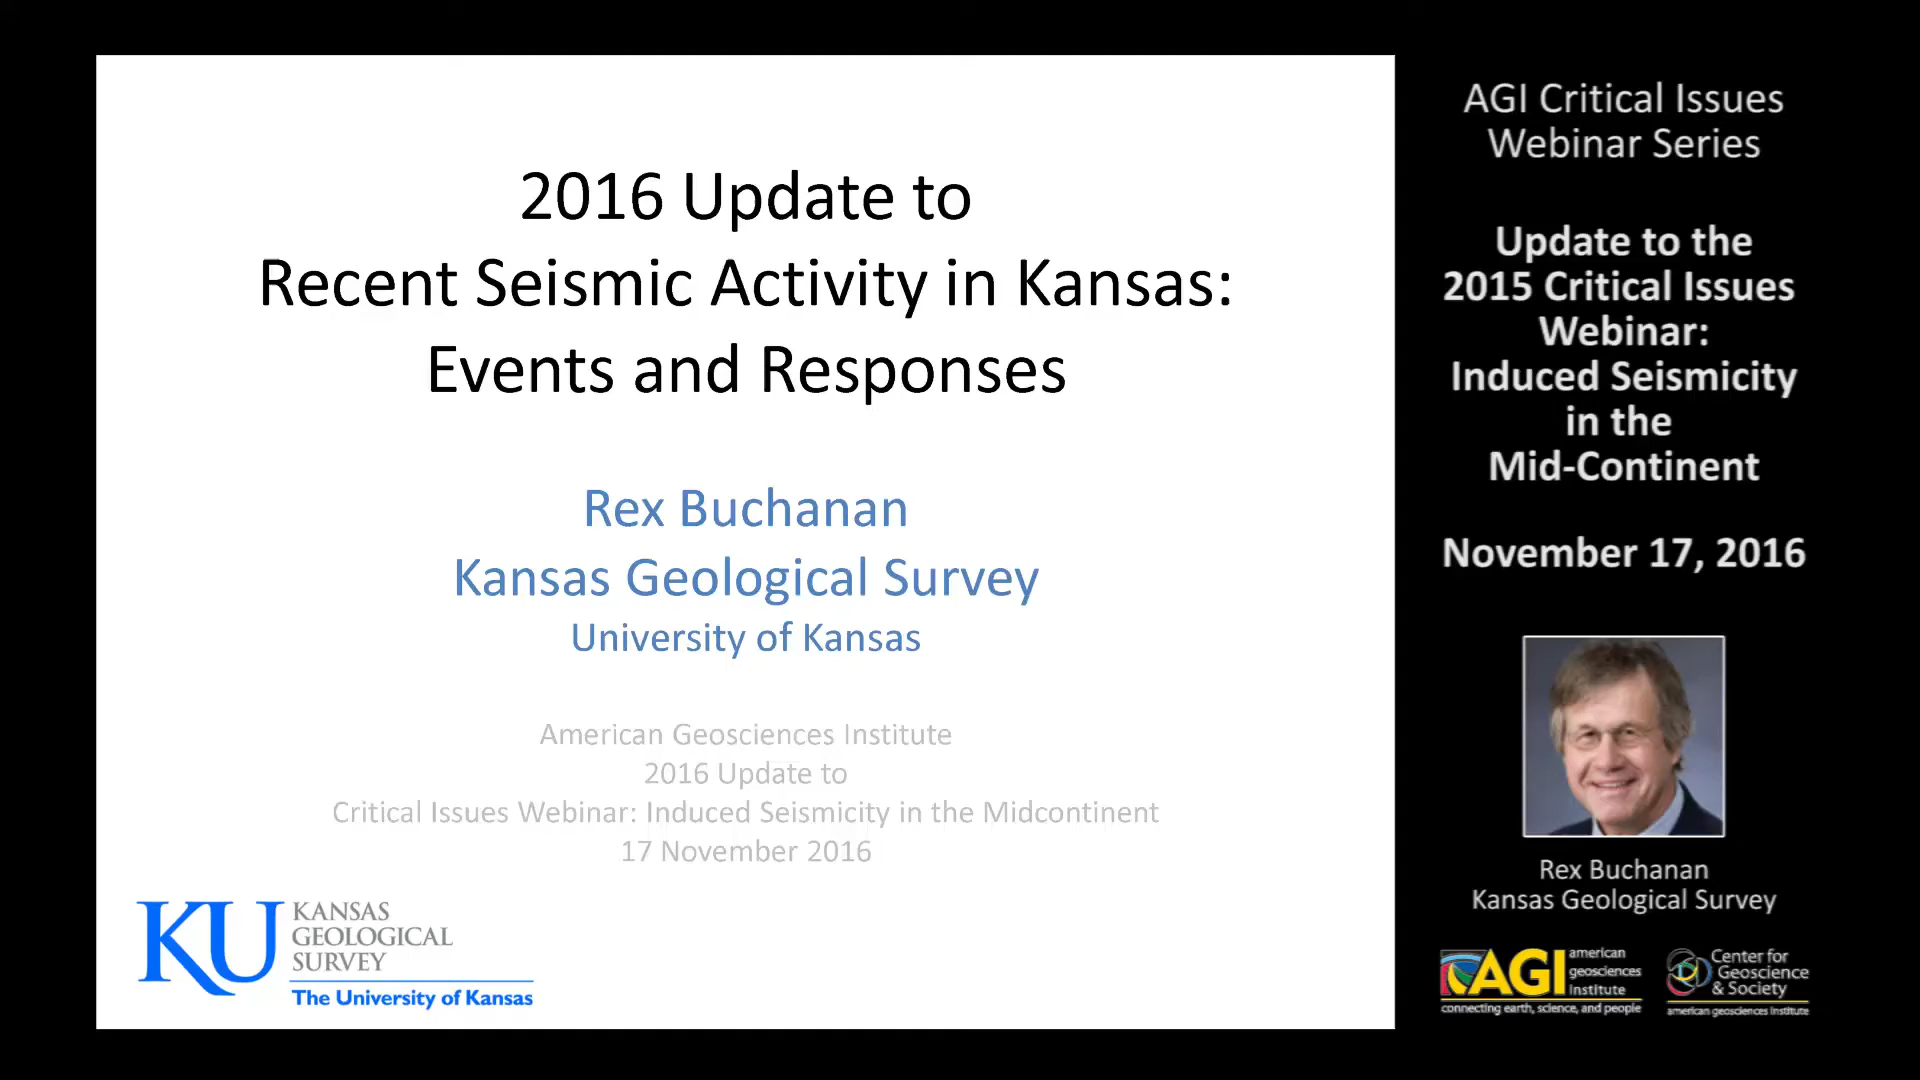 2016 Update to
Recent Seismic Activity in Kansas:
Events and Responses
Rex Buchanan
Kansas Geological Survey
University of Kansas
American Geosciences Institute
2016 Update to
Critical Issues Webinar: Induced Seismicity in the Midcontinent
17 November 2016
KU
KANSAS
GEOLOGICAL
SURVEY
The University of Kansas
AGI Critical Issues
Webinar Series
Update to the
2015 Critical Issues
Webinar:
Induced Seismicity
in the
Mid-Continent
November 17, 2016
Rex Buchanan
Kansas Geological Survey
AGI
american
geosciences
institute
connecting earth, science, and people
Center for
Geoscience
& Society
american geosciences institute